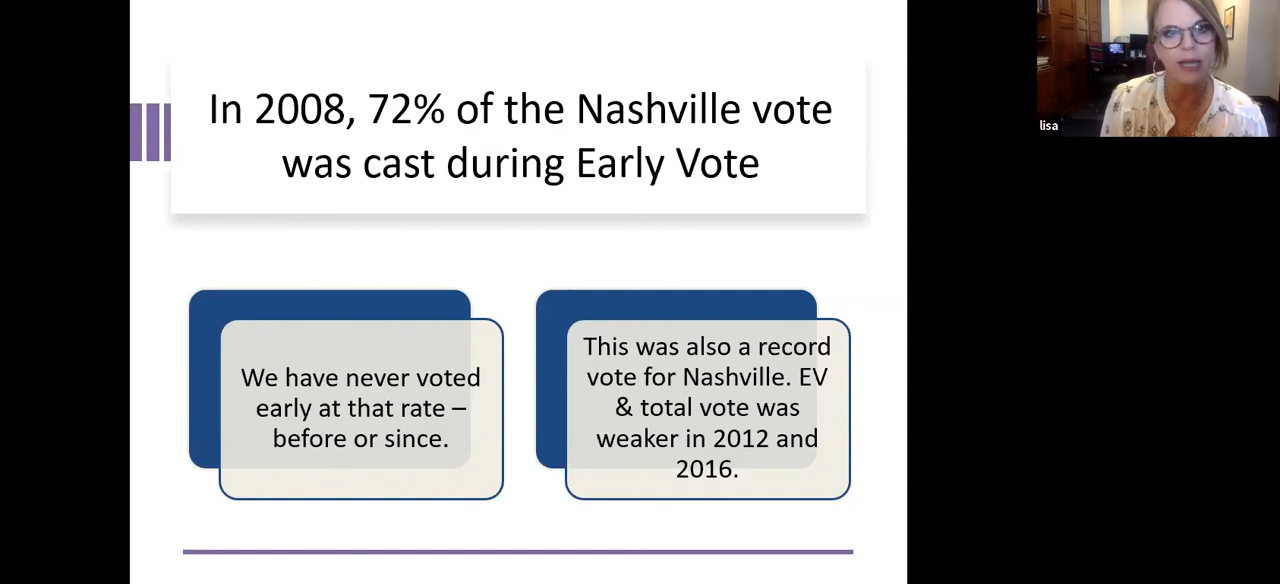 In 2008, 72% of the Nashville vote
was cast during Early Vote
We have never voted
early at that rate –
before or since.
This was also a record
vote for Nashville. EV
& total vote was
weaker in 2012 and
2016.
lisa